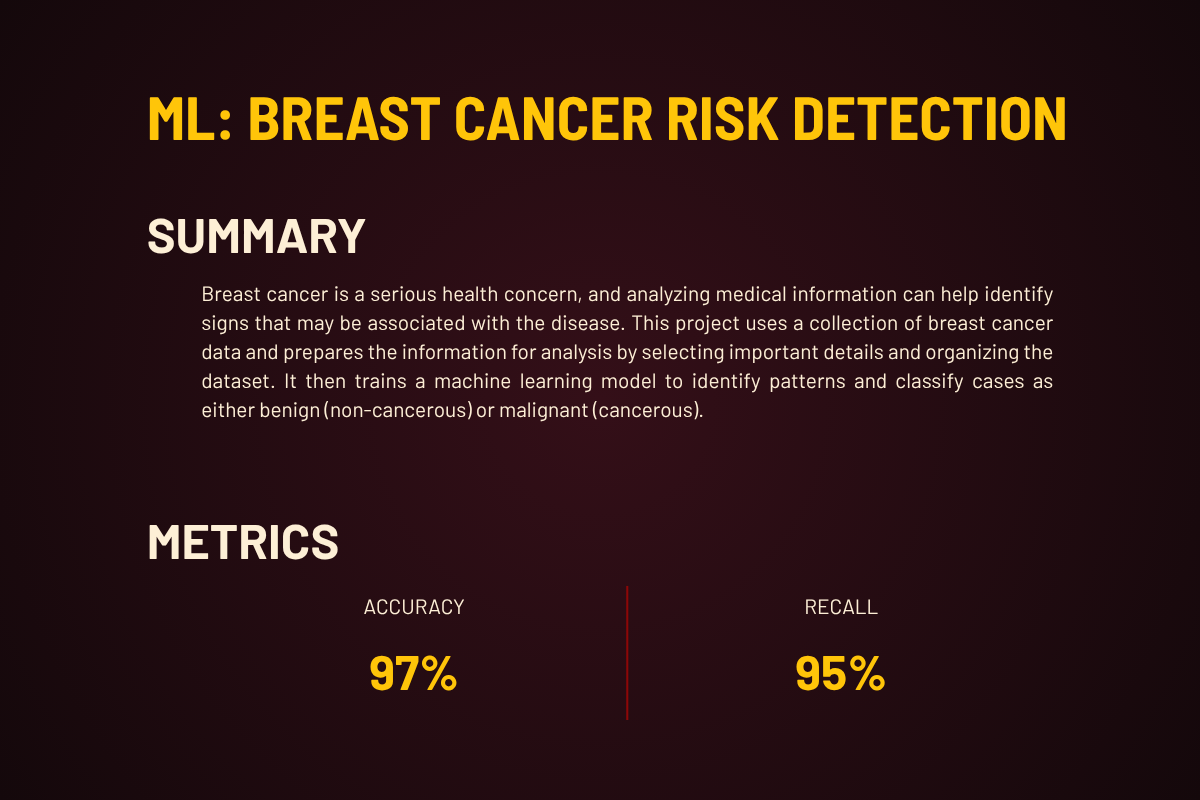 ML: BREAST CANCER RISK DETECTION
SUMMARY
Breast cancer is a serious health concern, and analyzing medical information can help identify
signs that may be associated with the disease. This project uses a collection of breast cancer
data and prepares the information for analysis by selecting important details and organizing the
dataset. It then trains a machine learning model to identify patterns and classify cases as
either benign (non-cancerous) or malignant (cancerous).
METRICS
ACCURACY
97%
RECALL
95%